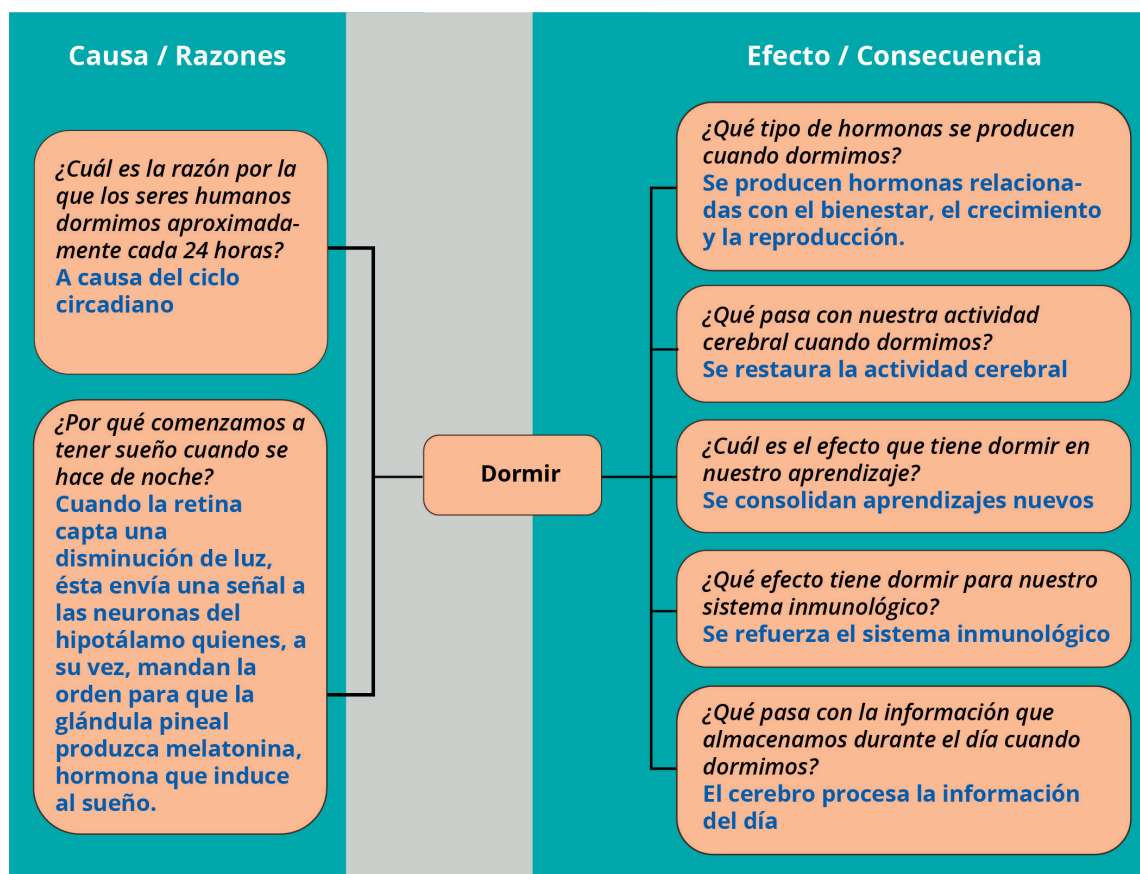 Causa / Razones
¿Cuál es la razón por la
que los seres humanos
dormimos aproximada-
mente cada 24 horas?
A causa del ciclo
circadiano
¿Por qué comenzamos a
tener sueño cuando se
hace de noche?
Cuando la retina
capta una
disminución de luz,
ésta envía una señal a
las neuronas del
hipotálamo quienes, a
su vez, mandan la
orden para que la
glándula pineal
produzca melatonina,
hormona que induce
al sueño.
Dormir
Efecto / Consecuencia
¿Qué tipo de hormonas se producen
cuando dormimos?
Se producen hormonas relaciona-
das con el bienestar, el crecimiento
y la reproducción.
¿Qué pasa con nuestra actividad
cerebral cuando dormimos?
Se restaura la actividad cerebral
¿Cuál es el efecto que tiene dormir en
nuestro aprendizaje?
Se consolidan aprendizajes nuevos
¿Qué efecto tiene dormir para nuestro
sistema inmunológico?
Se refuerza el sistema inmunológico
¿Qué pasa con la información que
almacenamos durante el día cuando
dormimos?
El cerebro procesa la información
del día